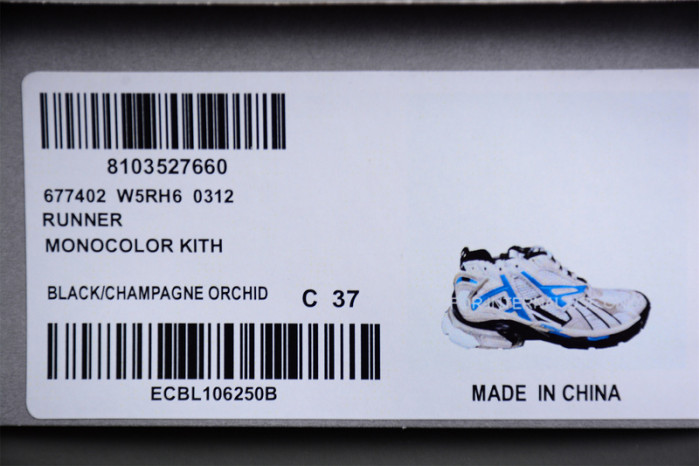 8103527660
677402 W5RH6 0312
RUNNER
MONOCOLOR KITH
BLACK/CHAMPAGNE ORCHID C 37
ECBL106250B
MADE IN CHINA